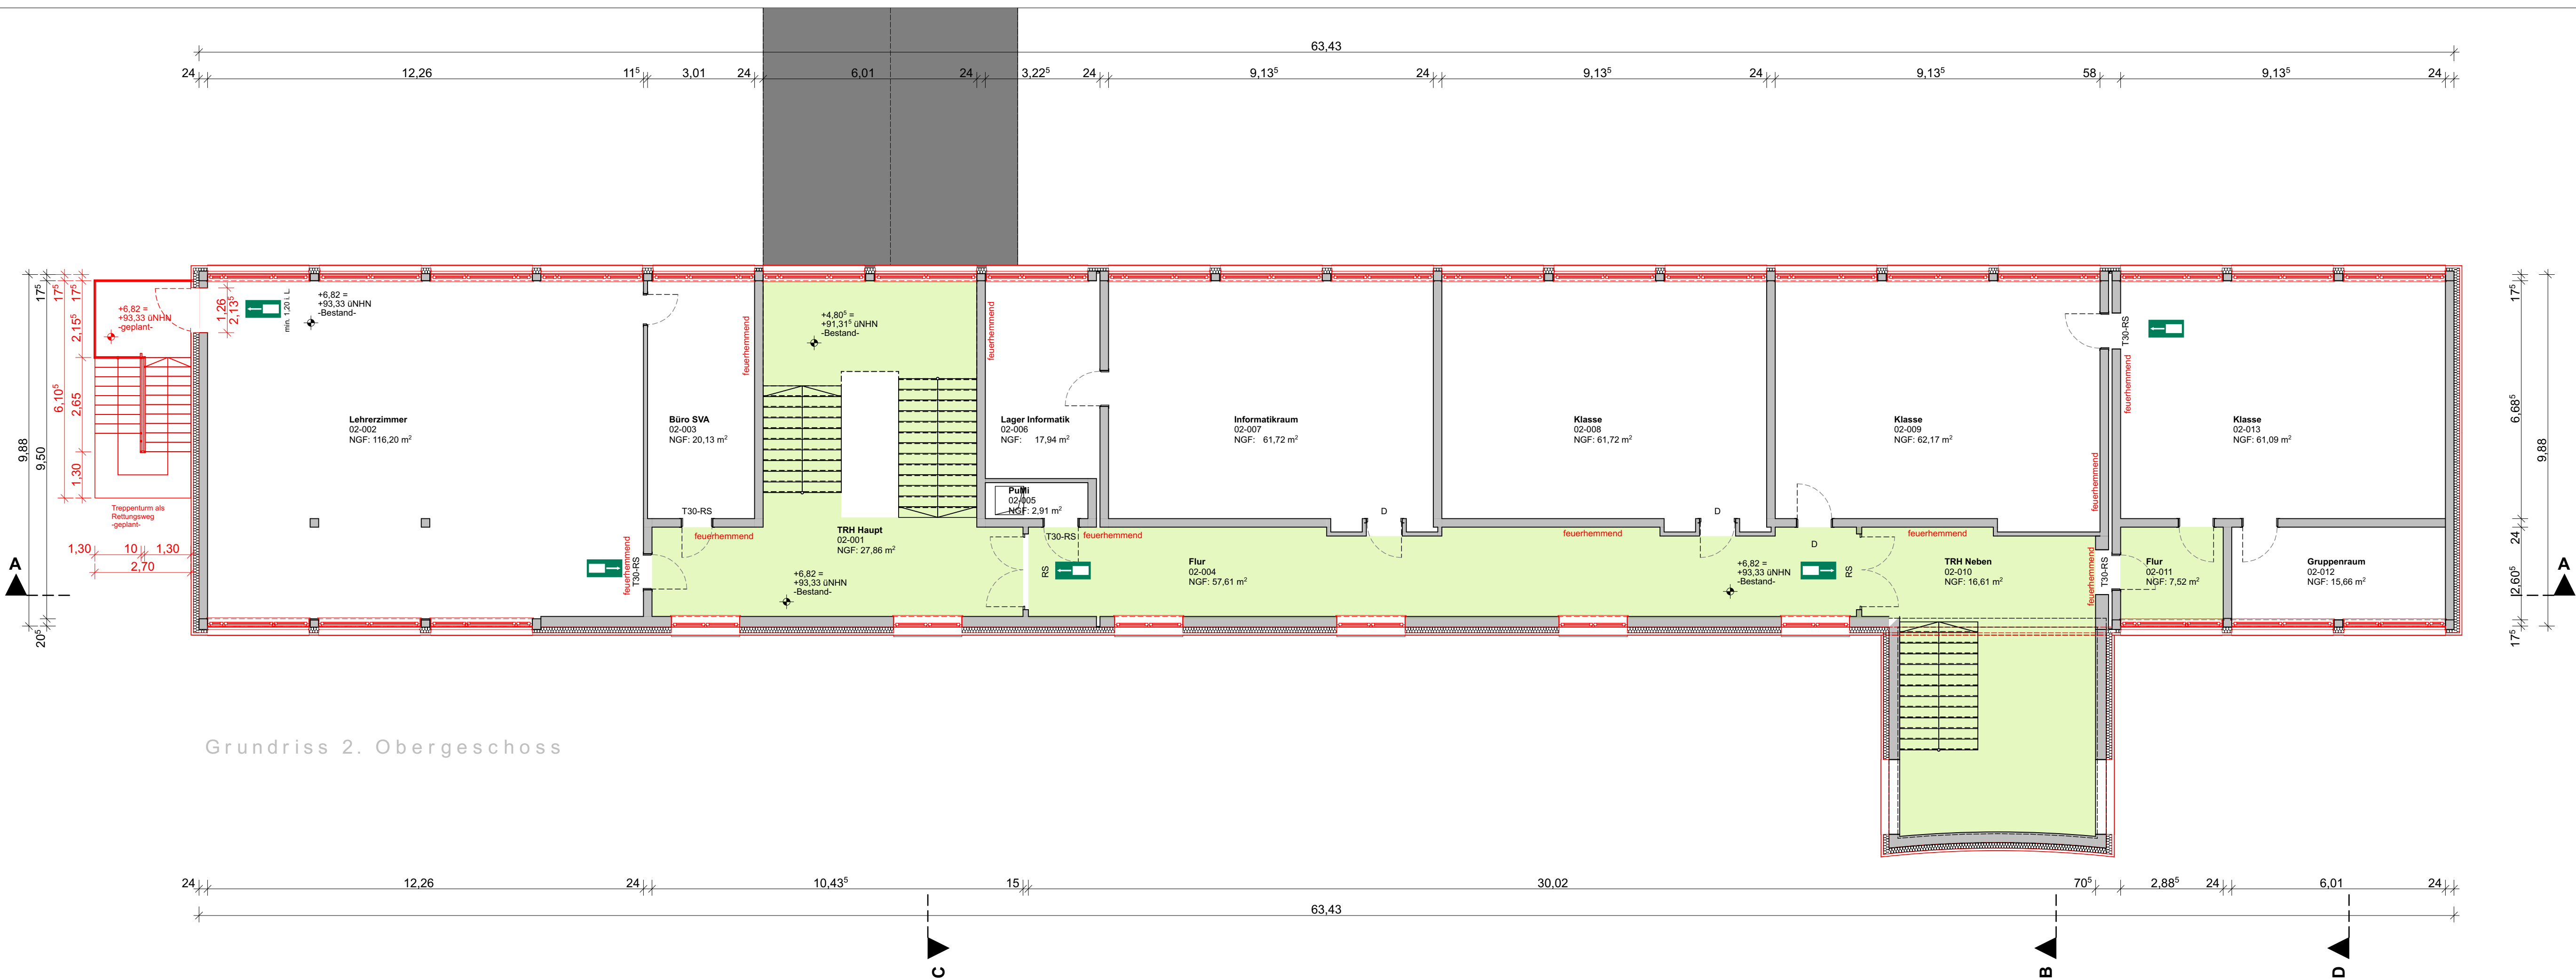 63,43
24 12,26 11⁵ 3,01 24 6,01 24 3,22⁵ 24 9,13⁵ 24 9,13⁵ 24 9,13⁵ 58 9,13⁵ 24
9,88
9,50
17⁵
20⁵
6,10⁵
17⁵
17⁵
2,15⁵
2,65
1,30
+6,82 =
+93,33 üNHN
-geplant-
1,26
2,13⁵
min. 1,20 i. L.
+6,82 =
+93,33 üNHN
-Bestand-
Treppenturm als
Rettungsweg
-geplant-
1,30 10 1,30
2,70
A
Lehrerzimmer
02-002
NGF: 116,20 m²
feuerhemmend
T30-RS
Büro SVA
02-003
NGF: 20,13 m²
feuerhemmend
T30-RS
feuerhemmend
+4,80⁵ =
+91,31⁵ üNHN
-Bestand-
TRH Haupt
02-001
NGF: 27,86 m²
+6,82 =
+93,33 üNHN
-Bestand-
feuerhemmend
Lager Informatik
02-006
NGF: 17,94 m²
PuMi
02-005
NGF: 2,91 m²
T30-RS
feuerhemmend
RS
Informatikraum
02-007
NGF: 61,72 m²
D
Flur
02-004
NGF: 57,61 m²
Klasse
02-008
NGF: 61,72 m²
feuerhemmend
D
+6,82 =
+93,33 üNHN
-Bestand-
Klasse
02-009
NGF: 62,17 m²
D
RS
feuerhemmend
TRH Neben
02-010
NGF: 16,61 m²
feuerhemmend
feuerhemmend
T30-RS
T30-RS
feuerhemmend
Klasse
02-013
NGF: 61,09 m²
Flur
02-011
NGF: 7,52 m²
Gruppenraum
02-012
NGF: 15,66 m²
17⁵
6,68⁵
24
2,60⁵
17⁵
9,88
A
Grundriss 2. Obergeschoss
24 12,26 24 10,43⁵ 15 30,02 70⁵ 2,88⁵ 24 6,01 24
63,43
C
B
D